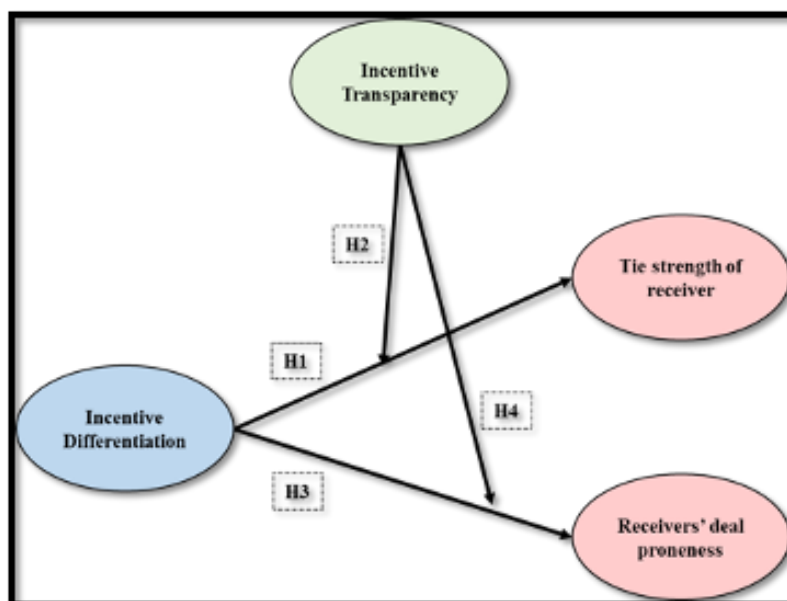 Incentive
Transparency
H2
Tie strength of
receiver
H1
Incentive
Differentiation
H4
H3
Receivers' deal
proneness